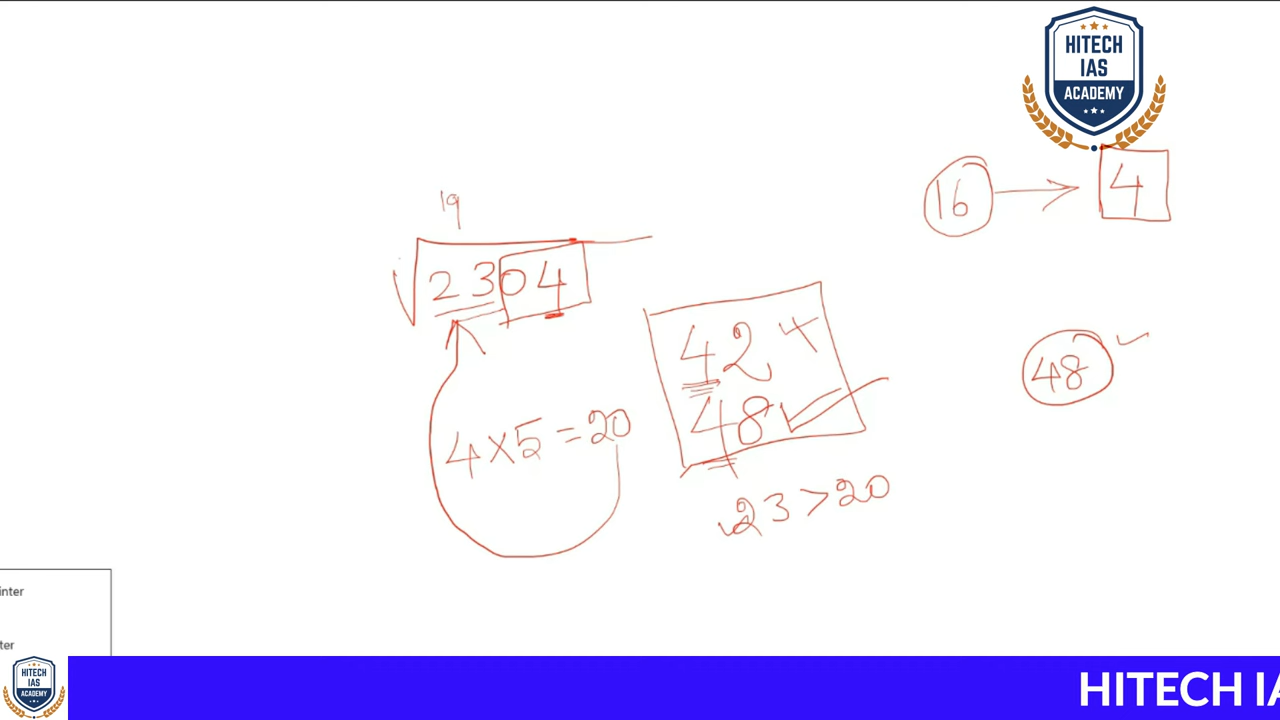 HITECH
IAS
ACADEMY
16 → 4
19
√2304
42 ×
48 ✓
48 ✓
4×5=20
23>20
inter
ter
HITECH
IAS
ACADEMY
HITECH IA